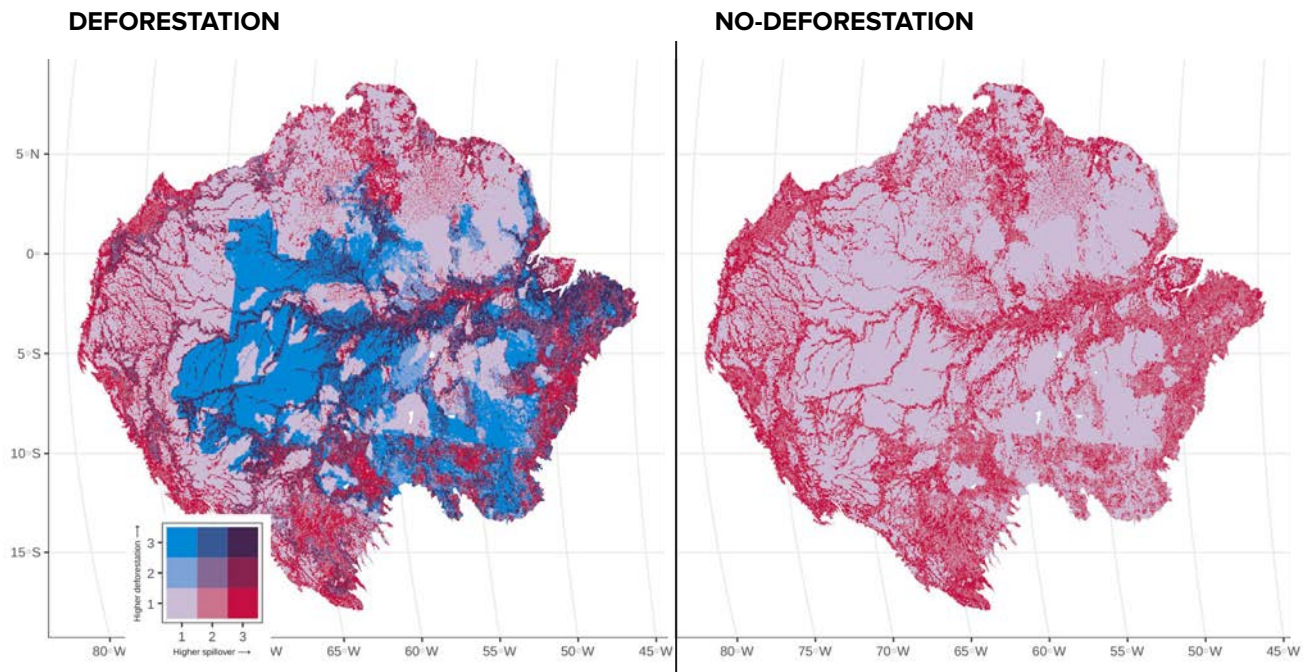 DEFORESTATION
NO-DEFORESTATION
5°N
0°
5°S
10°S
15°S
Higher deforestation →
3
2
1
1 2 3
Higher spillover →
80°W W 65°W 60°W 55°W 50°W 45°W
80°W 75°W 70°W 65°W 60°W 55°W 50°W 45°W